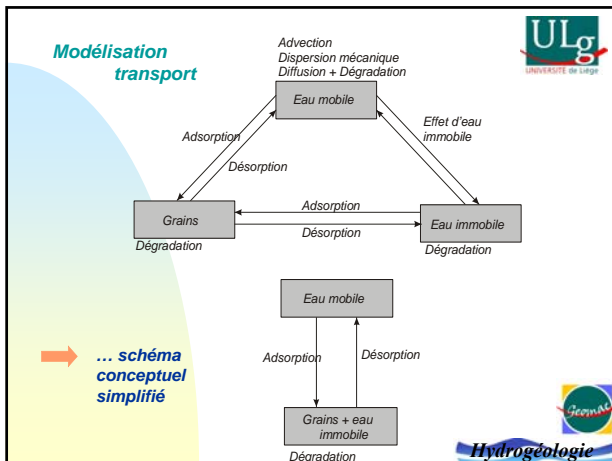 Modélisation
transport
Advection
Dispersion mécanique
Diffusion + Dégradation
Eau mobile
ULg
UNIVERSITÉ de Liège
Adsorption
Désorption
Effet d'eau
immobile
Grains
Dégradation
Adsorption
Désorption
Eau immobile
Dégradation
Eau mobile
Adsorption
Désorption
... schéma
conceptuel
simplifié
Grains + eau
immobile
Dégradation
Geomac
Hydrogéologie